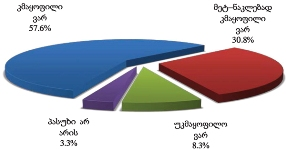 კმაყოფილი
ვარ
57.6%
მეტ-ნაკლებად
კმაყოფილი
ვარ
30.8%
პასუხი არ
არის
3.3%
უკმაყოფილო
ვარ
8.3%